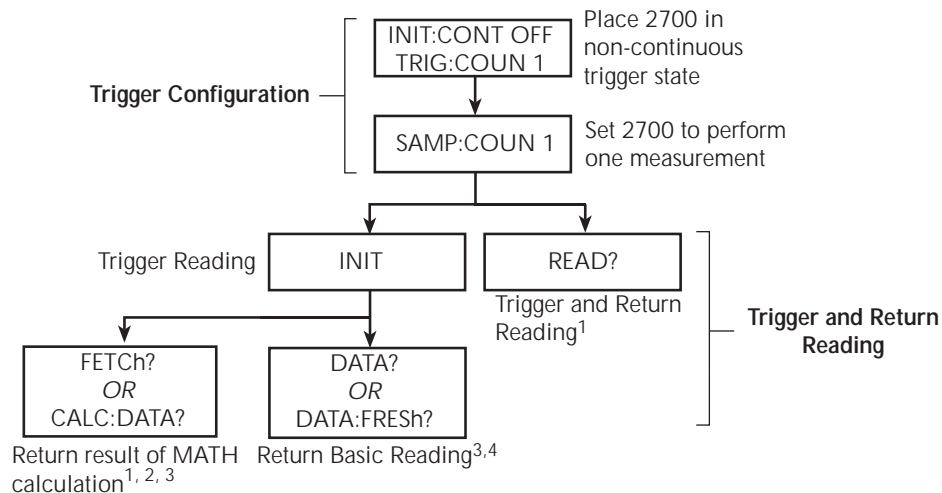 INIT:CONT OFF
TRIG:COUN 1
Place 2700 in
non-continuous
trigger state
Trigger Configuration
SAMP:COUN 1
Set 2700 to perform
one measurement
Trigger Reading
INIT
READ?
Trigger and Return
Reading1
Trigger and Return
Reading
FETCh?
OR
CALC:DATA?
DATA?
OR
DATA:FRESh?
Return result of MATH
calculation1, 2, 3
Return Basic Reading3,4